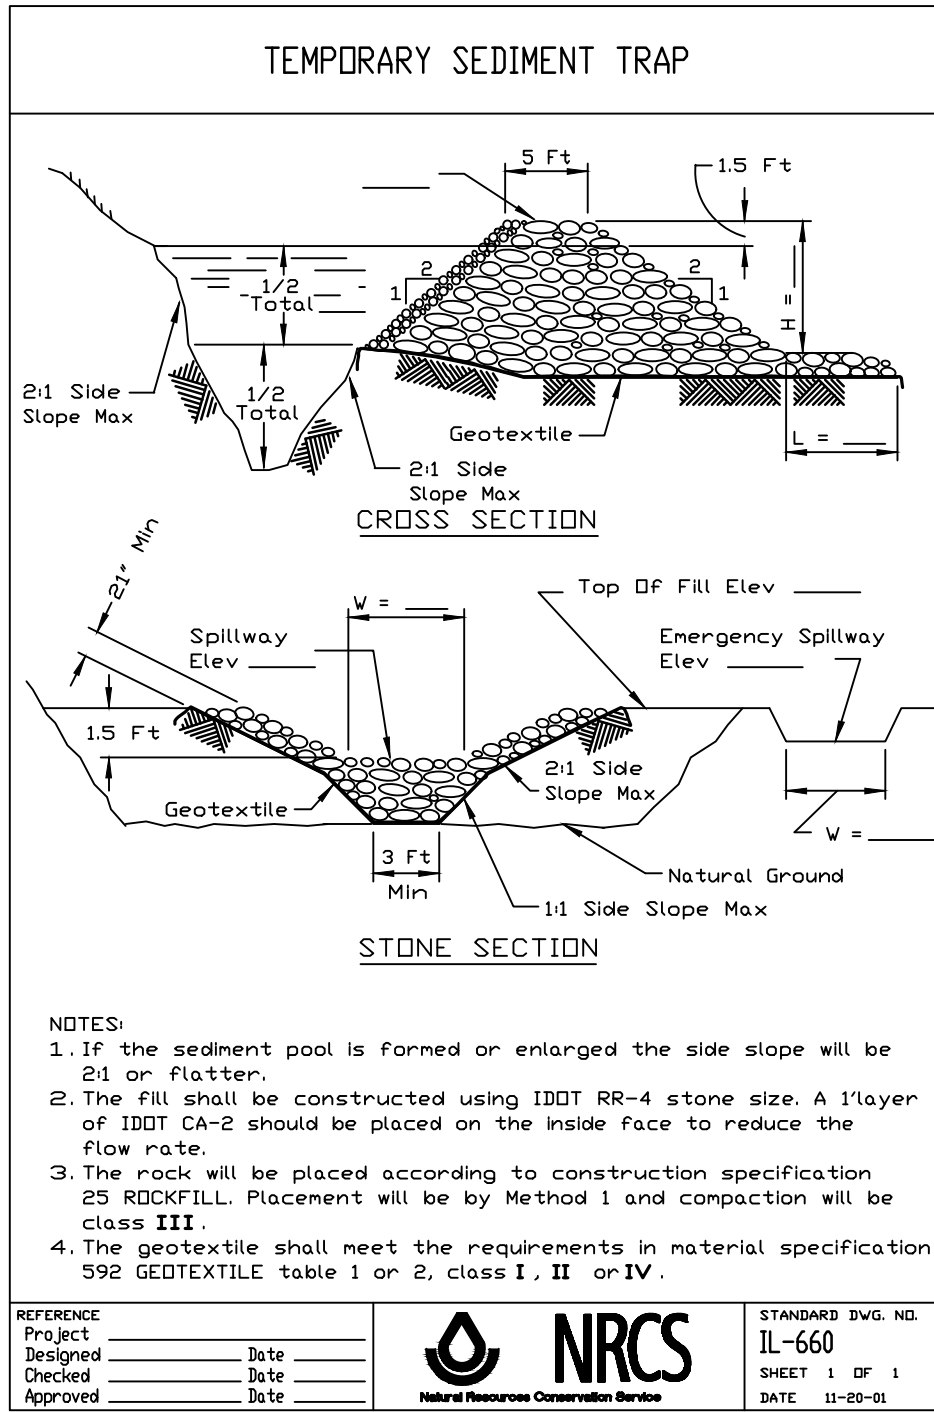 TEMPORARY SEDIMENT TRAP
5 Ft
1.5 Ft
2
1
2
1
1/2
Total
H =
2:1 Side
Slope Max
1/2
Total
Geotextile
L =
2:1 Side
Slope Max
CROSS SECTION
21" Min
W =
Top Of Fill Elev
Spillway
Elev
Emergency Spillway
Elev
1.5 Ft
2:1 Side
Slope Max
Geotextile
W =
3 Ft
Min
Natural Ground
1:1 Side Slope Max
STONE SECTION
NOTES:
1. If the sediment pool is formed or enlarged the side slope will be
2:1 or flatter.
2. The fill shall be constructed using IDOT RR-4 stone size. A 1'layer
of IDOT CA-2 should be placed on the inside face to reduce the
flow rate.
3. The rock will be placed according to construction specification
25 ROCKFILL. Placement will be by Method 1 and compaction will be
class III.
4. The geotextile shall meet the requirements in material specification
592 GEOTEXTILE table 1 or 2, class I, II or IV.
REFERENCE
Project
Designed Date
Checked Date
Approved Date
NRCS
Natural Resources Conservation Service
STANDARD DWG. NO.
IL-660
SHEET 1 OF 1
DATE 11-20-01